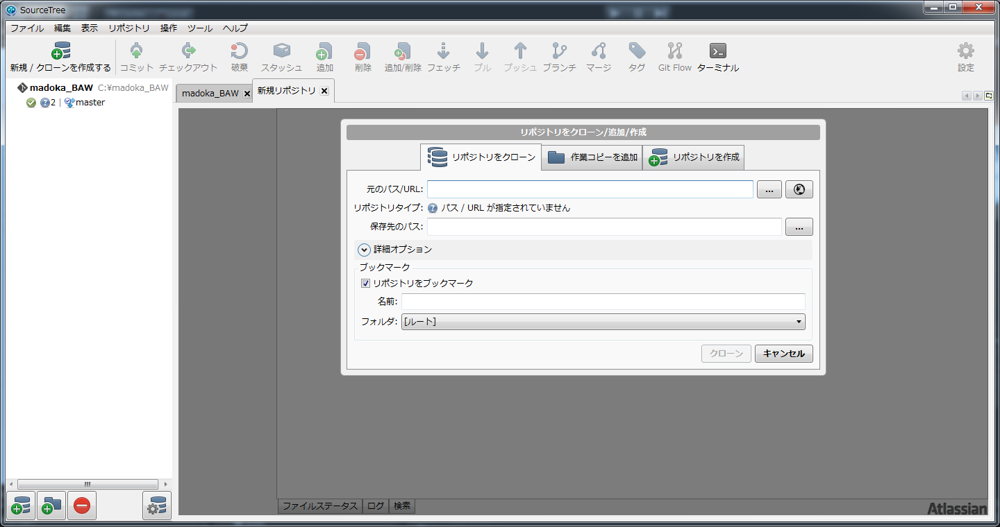 SourceTree
ファイル 編集 表示 リポジトリ 操作 ツール ヘルプ
新規 / クローンを作成する コミット チェックアウト 破棄 スタッシュ 追加 削除 追加/削除 フェッチ プル プッシュ ブランチ マージ タグ Git Flow ターミナル 設定
madoka_BAW C:¥madoka_BAW
2 | master
madoka_BAW 新規リポジトリ
リポジトリをクローン/追加/作成
リポジトリをクローン 作業コピーを追加 リポジトリを作成
元のパス/URL: ...
リポジトリタイプ: パス / URL が指定されていません
保存先のパス: ...
詳細オプション
ブックマーク
リポジトリをブックマーク
名前:
フォルダ: [ルート]
クローン キャンセル
ファイルステータス ログ 検索
Atlassian